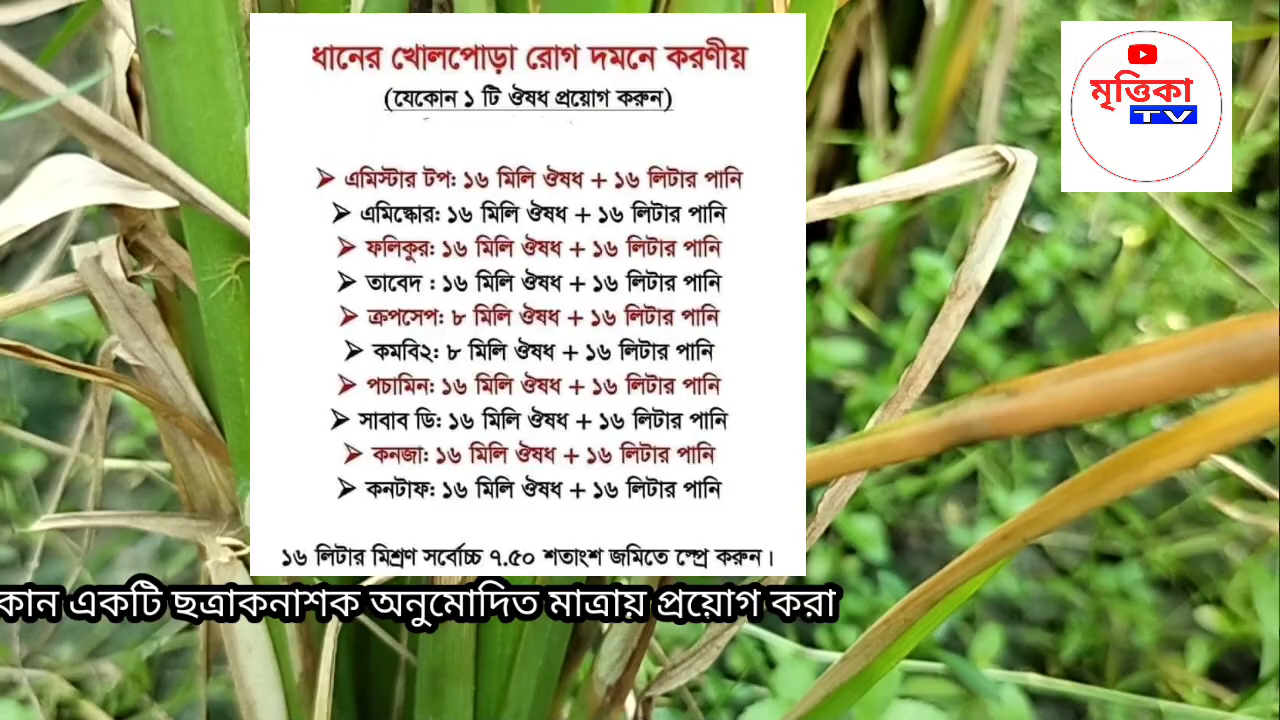 ধানের খোলপোড়া রোগ দমনে করণীয়
(যেকোন ১ টি ঔষধ প্রয়োগ করুন)
মৃত্তিকা
TV
➢ এমিস্টার টপ: ১৬ মিলি ঔষধ + ১৬ লিটার পানি
➢ এমিস্কোর: ১৬ মিলি ঔষধ + ১৬ লিটার পানি
➢ ফলিকুর: ১৬ মিলি ঔষধ + ১৬ লিটার পানি
➢ তাবেদ : ১৬ মিলি ঔষধ + ১৬ লিটার পানি
➢ ক্রপসেপ: ৮ মিলি ঔষধ + ১৬ লিটার পানি
➢ কমবি২: ৮ মিলি ঔষধ + ১৬ লিটার পানি
➢ পচামিন: ১৬ মিলি ঔষধ + ১৬ লিটার পানি
➢ সাবাব ডি: ১৬ মিলি ঔষধ + ১৬ লিটার পানি
➢ কনজা: ১৬ মিলি ঔষধ + ১৬ লিটার পানি
➢ কনটাফ: ১৬ মিলি ঔষধ + ১৬ লিটার পানি
১৬ লিটার মিশ্রণ সর্বোচ্চ ৭.৫০ শতাংশ জমিতে স্প্রে করুন।
কোন একটি ছত্রাকনাশক অনুমোদিত মাত্রায় প্রয়োগ করা